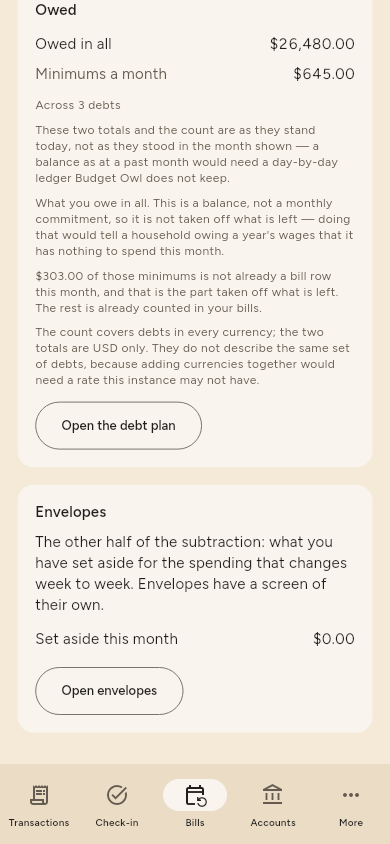 Owed
Owed in all $26,480.00
Minimums a month $645.00
Across 3 debts
These two totals and the count are as they stand
today, not as they stood in the month shown — a
balance as at a past month would need a day-by-day
ledger Budget Owl does not keep.
What you owe in all. This is a balance, not a monthly
commitment, so it is not taken off what is left — doing
that would tell a household owing a year's wages that it
has nothing to spend this month.
$303.00 of those minimums is not already a bill row
this month, and that is the part taken off what is left.
The rest is already counted in your bills.
The count covers debts in every currency; the two
totals are USD only. They do not describe the same set
of debts, because adding currencies together would
need a rate this instance may not have.
Open the debt plan
Envelopes
The other half of the subtraction: what you
have set aside for the spending that changes
week to week. Envelopes have a screen of
their own.
Set aside this month $0.00
Open envelopes
Transactions Check-in Bills Accounts More